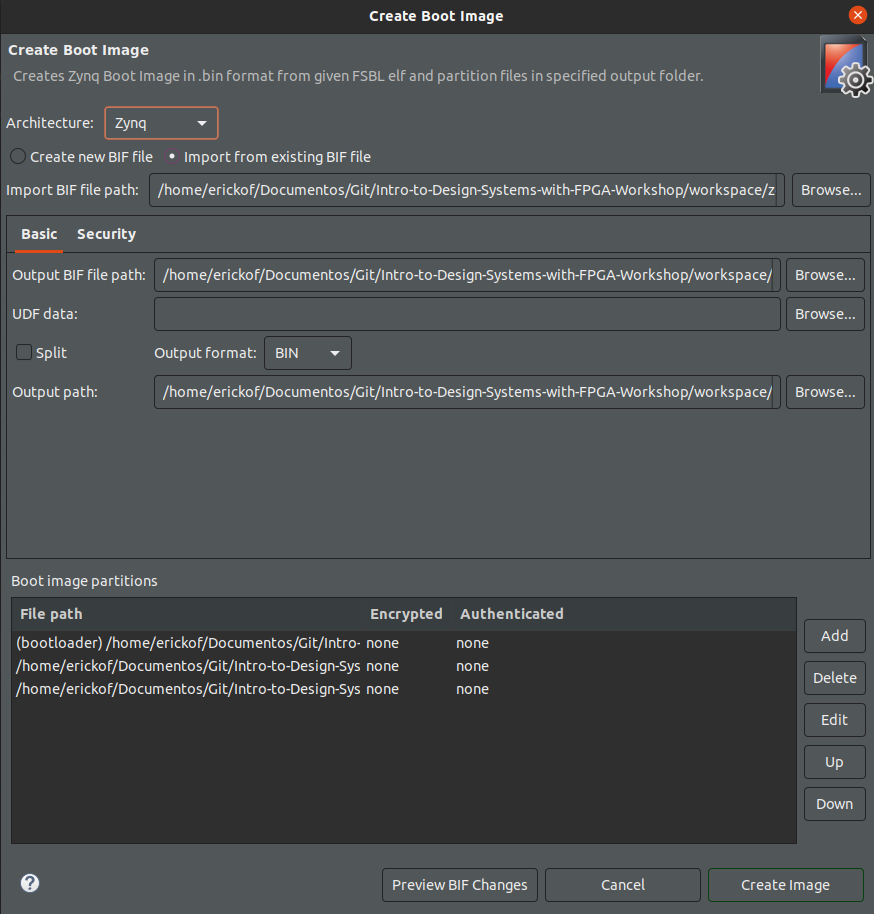 Create Boot Image
Create Boot Image
Creates Zynq Boot Image in .bin format from given FSBL elf and partition files in specified output folder.
Architecture: Zynq
Create new BIF file Import from existing BIF file
Import BIF file path: /home/erickof/Documentos/Git/Intro-to-Design-Systems-with-FPGA-Workshop/workspace/z Browse...
Basic Security
Output BIF file path: /home/erickof/Documentos/Git/Intro-to-Design-Systems-with-FPGA-Workshop/workspace/ Browse...
UDF data: Browse...
Split Output format: BIN
Output path: /home/erickof/Documentos/Git/Intro-to-Design-Systems-with-FPGA-Workshop/workspace/ Browse...
Boot image partitions
File path Encrypted Authenticated
(bootloader) /home/erickof/Documentos/Git/Intro- none none
/home/erickof/Documentos/Git/Intro-to-Design-Sys none none
/home/erickof/Documentos/Git/Intro-to-Design-Sys none none
Add
Delete
Edit
Up
Down
? Preview BIF Changes Cancel Create Image